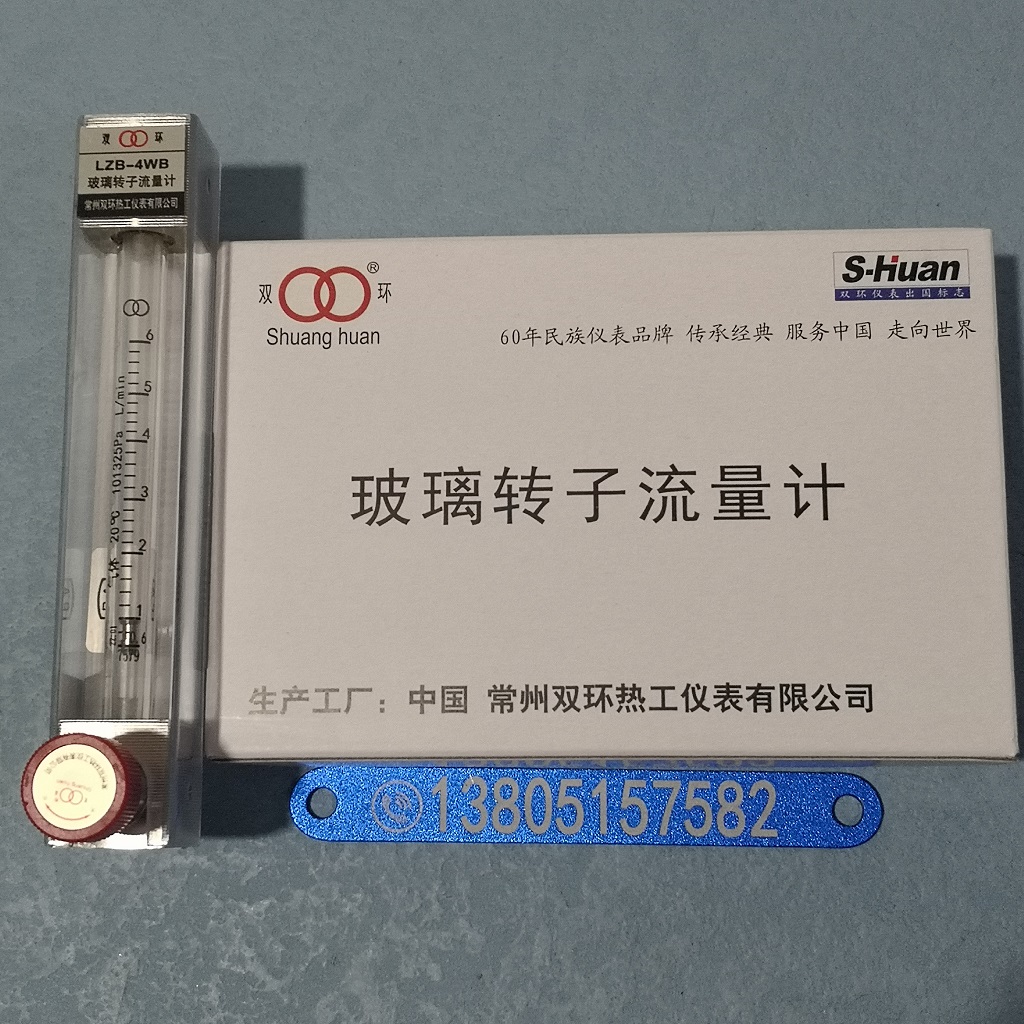 双 环
LZB-4WB
玻璃转子流量计
常州双环热工仪表有限公司
6
5
4
3
2
1
气体 20℃ 101325Pa L/min
双 ® 环
Shuang huan
S-Huan
双环仪表出国标志
60年民族仪表品牌 传承经典 服务中国 走向世界
玻璃转子流量计
生产工厂：中国 常州双环热工仪表有限公司
13805157582